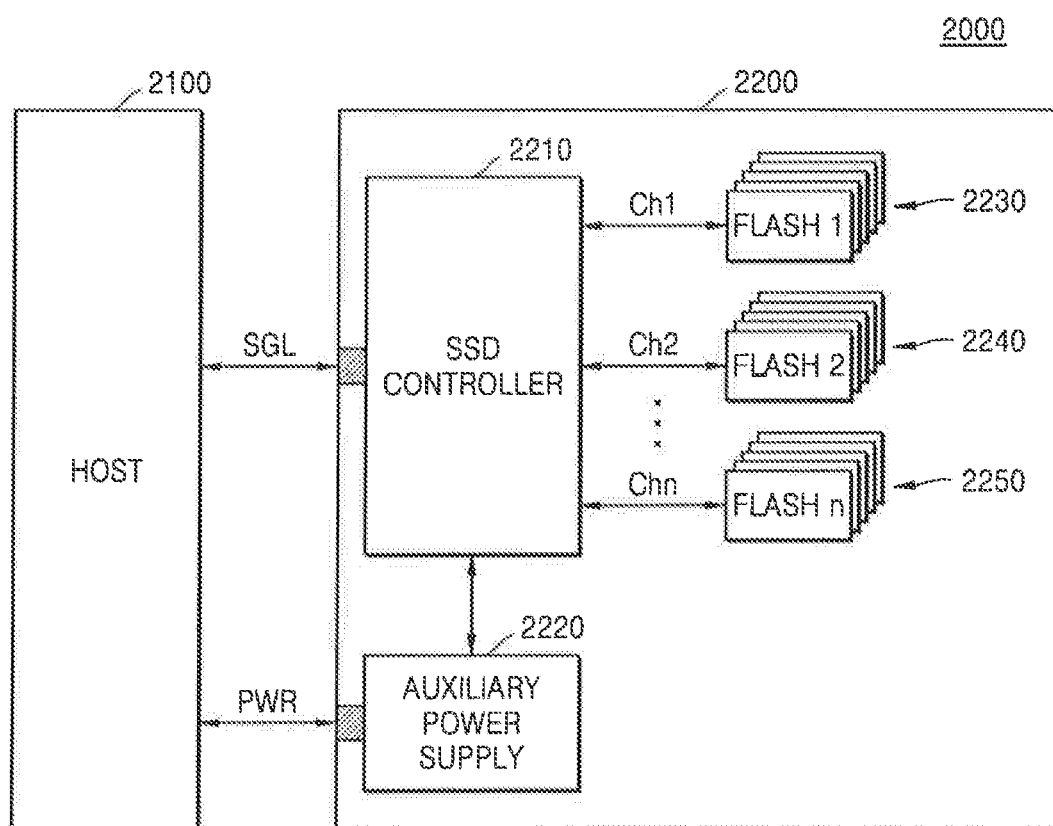 2000
2100
2200
2210
Ch1
FLASH 1
2230
SGL
SSD
CONTROLLER
Ch2
FLASH 2
2240
HOST
Chn
FLASH n
2250
2220
PWR
AUXILIARY
POWER
SUPPLY